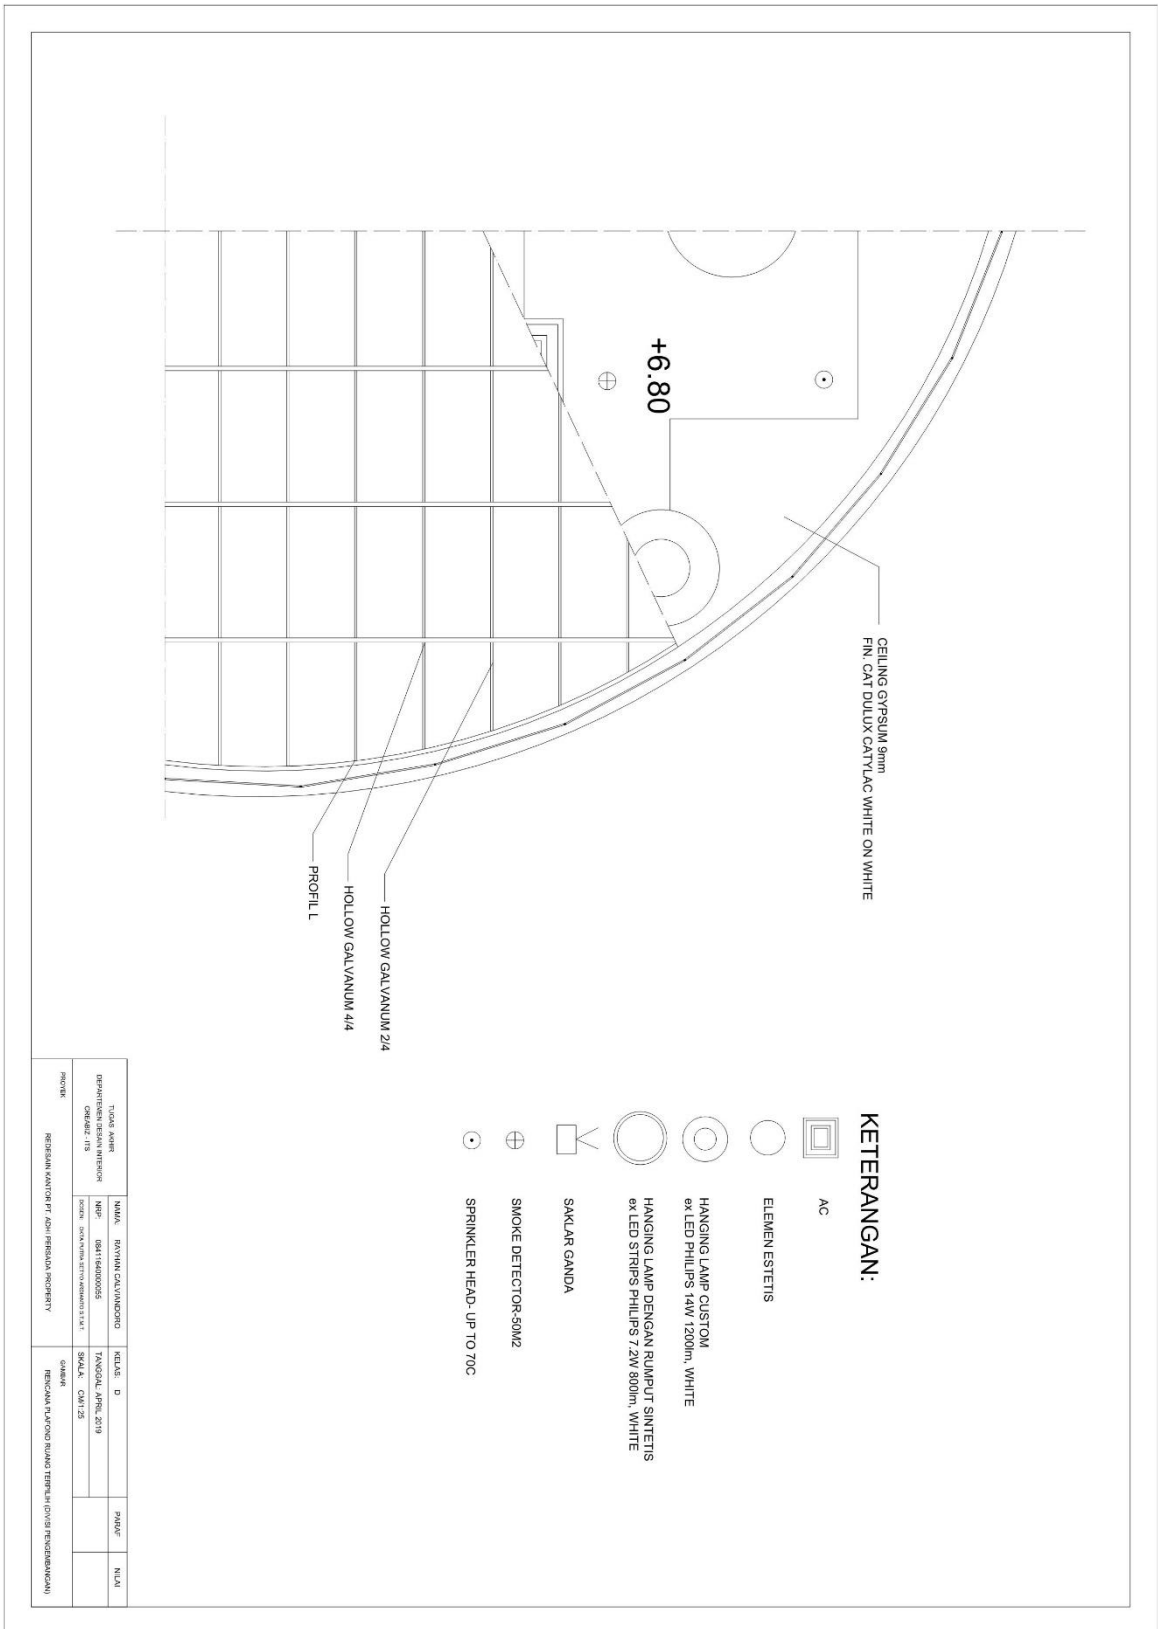 +6.80
CEILING GYPSUM 9mm
FIN. CAT DULUX CATYLAC WHITE ON WHITE
HOLLOW GALVANUM 2/4
HOLLOW GALVANUM 4/4
PROFIL L
KETERANGAN:
AC
ELEMEN ESTETIS
HANGING LAMP CUSTOM
ex LED PHILIPS 14W 1200lm, WHITE
HANGING LAMP DENGAN RUMPUT SINTETIS
ex LED STRIPS PHILIPS 7.2W 800lm, WHITE
SAKLAR GANDA
SMOKE DETECTOR-50M2
SPRINKLER HEAD- UP TO 70C
TUGAS AKHIR
DEPARTEMEN DESAIN INTERIOR
CREABIZ - ITS
NAMA: RAYHAN CALVIANDORO
NRP: 08411640000055
DOSEN:
KELAS: D
TANGGAL: APRIL 2019
SKALA: CM/1:25
PARAF
NILAI
PROYEK
REDESAIN KANTOR PT. ADHI PERSADA PROPERTY
GAMBAR
RENCANA PLAFOND RUANG TERPILIH (DIVISI PENGEMBANGAN)